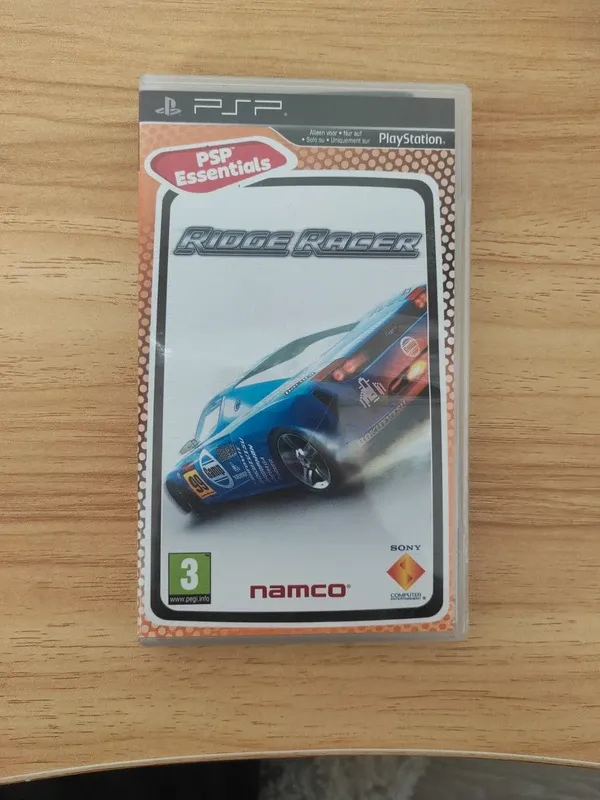 PSP
Alleen voor • Nur auf
• Solo su • Uniquement sur
PlayStation®
PSP™
Essentials
RIDGE RACER
3
www.pegi.info
namco®
SONY
COMPUTER
ENTERTAINMENT®